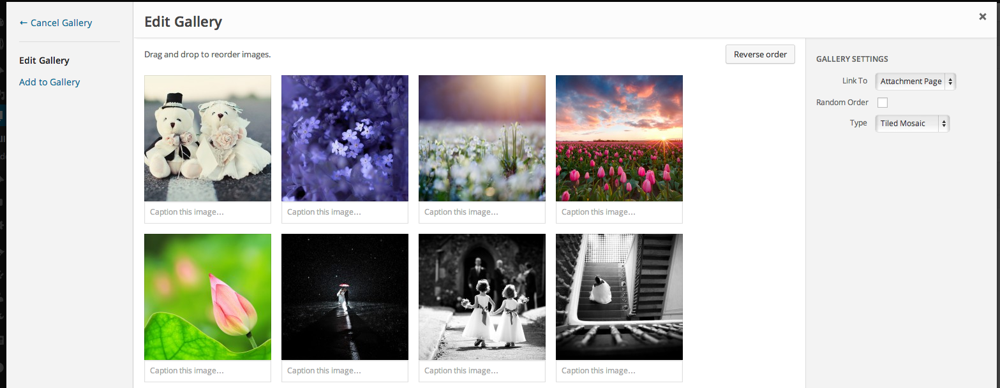 ← Cancel Gallery
Edit Gallery
Add to Gallery
Edit Gallery
×
Drag and drop to reorder images.
Reverse order
Caption this image…
Caption this image…
Caption this image…
Caption this image…
Caption this image…
Caption this image…
Caption this image…
Caption this image…
GALLERY SETTINGS
Link To Attachment Page
Random Order
Type Tiled Mosaic